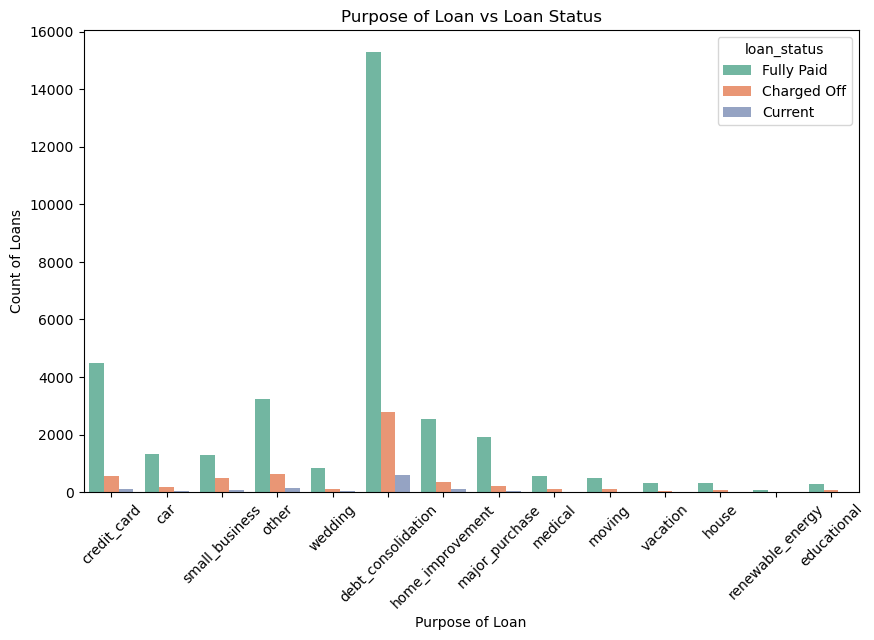 Purpose of Loan vs Loan Status
16000
14000
12000
10000
8000
6000
4000
2000
0
Count of Loans
loan_status
Fully Paid
Charged Off
Current
credit_card
car
small_business
other
wedding
debt_consolidation
home_improvement
major_purchase
medical
moving
vacation
house
renewable_energy
educational
Purpose of Loan